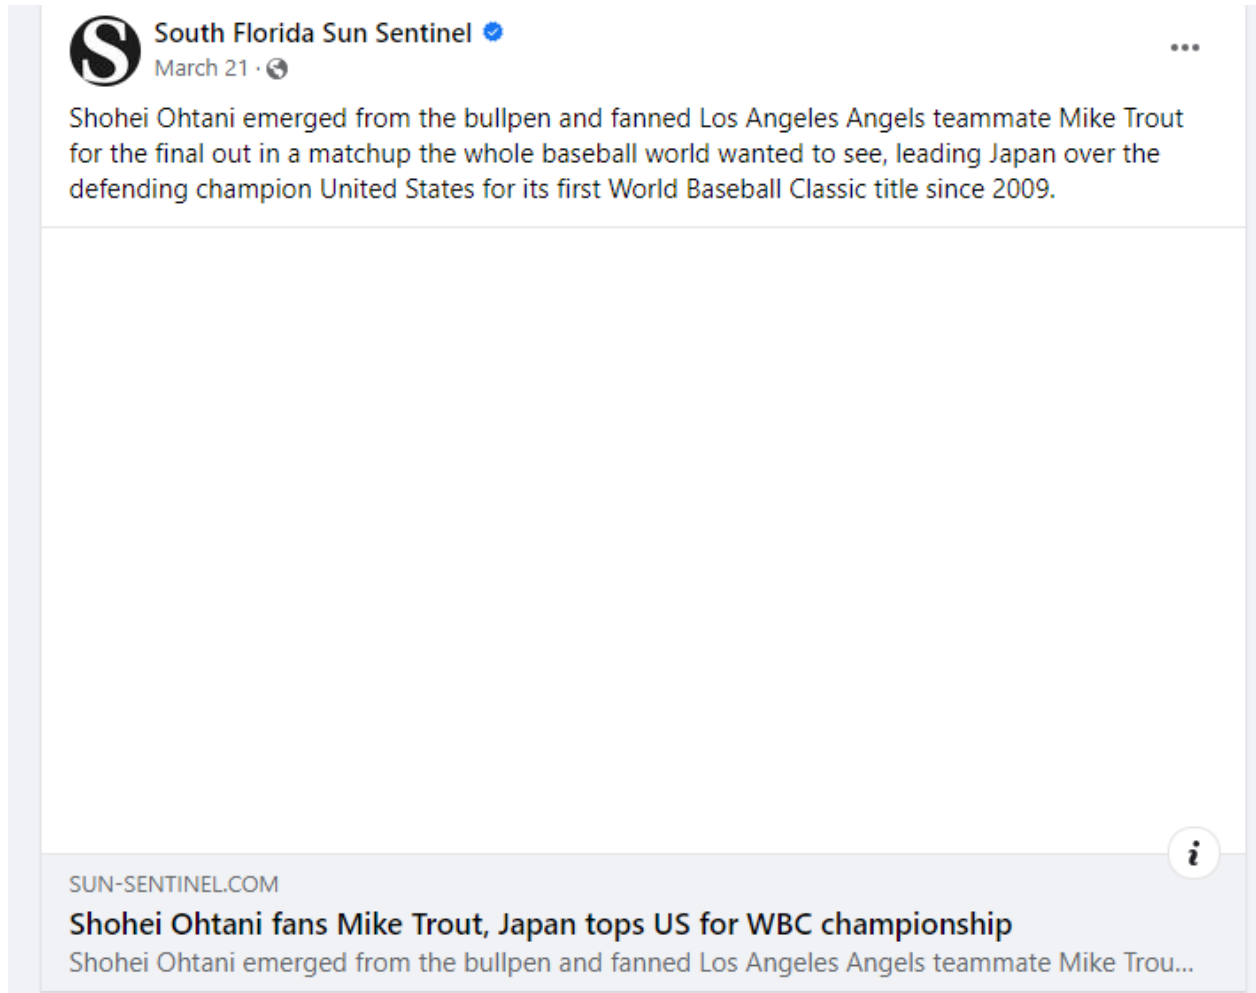 South Florida Sun Sentinel
March 21 ·
Shohei Ohtani emerged from the bullpen and fanned Los Angeles Angels teammate Mike Trout
for the final out in a matchup the whole baseball world wanted to see, leading Japan over the
defending champion United States for its first World Baseball Classic title since 2009.
i
SUN-SENTINEL.COM
Shohei Ohtani fans Mike Trout, Japan tops US for WBC championship
Shohei Ohtani emerged from the bullpen and fanned Los Angeles Angels teammate Mike Trou...